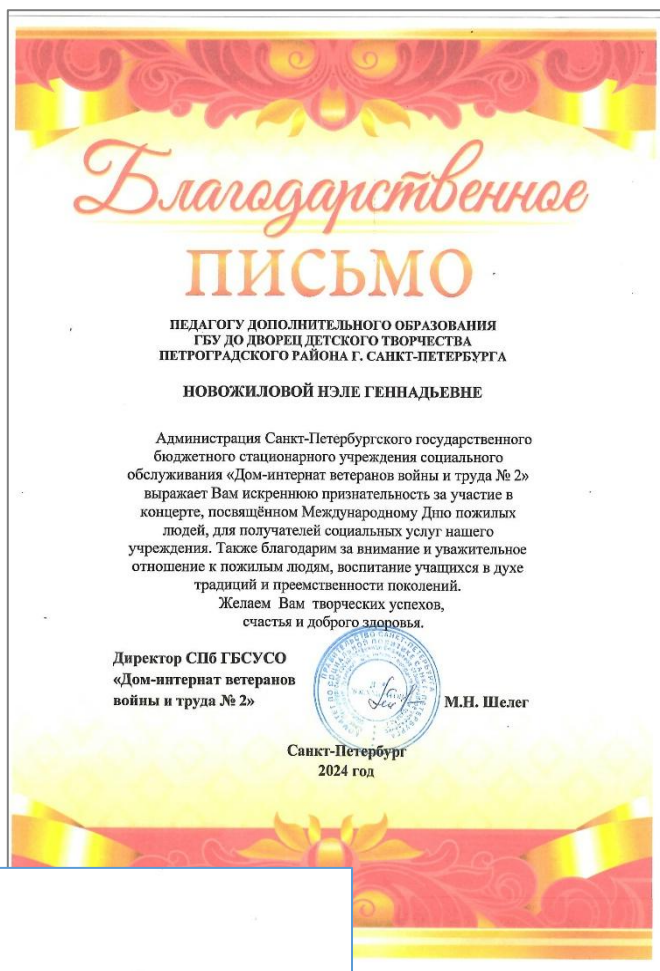 Благодарственное
ПИСЬМО
ПЕДАГОГУ ДОПОЛНИТЕЛЬНОГО ОБРАЗОВАНИЯ
ГБУ ДО ДВОРЕЦ ДЕТСКОГО ТВОРЧЕСТВА
ПЕТРОГРАДСКОГО РАЙОНА Г. САНКТ-ПЕТЕРБУРГА
НОВОЖИЛОВОЙ НЭЛЕ ГЕННАДЬЕВНЕ
Администрация Санкт-Петербургского государственного
бюджетного стационарного учреждения социального
обслуживания «Дом-интернат ветеранов войны и труда № 2»
выражает Вам искреннюю признательность за участие в
концерте, посвящённом Международному Дню пожилых
людей, для получателей социальных услуг нашего
учреждения. Также благодарим за внимание и уважительное
отношение к пожилым людям, воспитание учащихся в духе
традиций и преемственности поколений.
Желаем Вам творческих успехов,
счастья и доброго здоровья.
Директор СПб ГБСУСО
«Дом-интернат ветеранов
войны и труда № 2»
М.Н. Шелег
Санкт-Петербург
2024 год